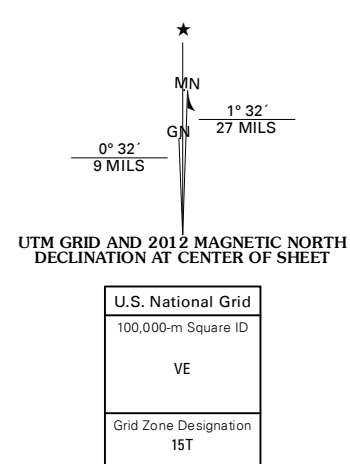 ★
MN
1° 32´
27 MILS
GN
0° 32´
9 MILS
UTM GRID AND 2012 MAGNETIC NORTH
DECLINATION AT CENTER OF SHEET
U.S. National Grid
100,000-m Square ID
VE
Grid Zone Designation
15T